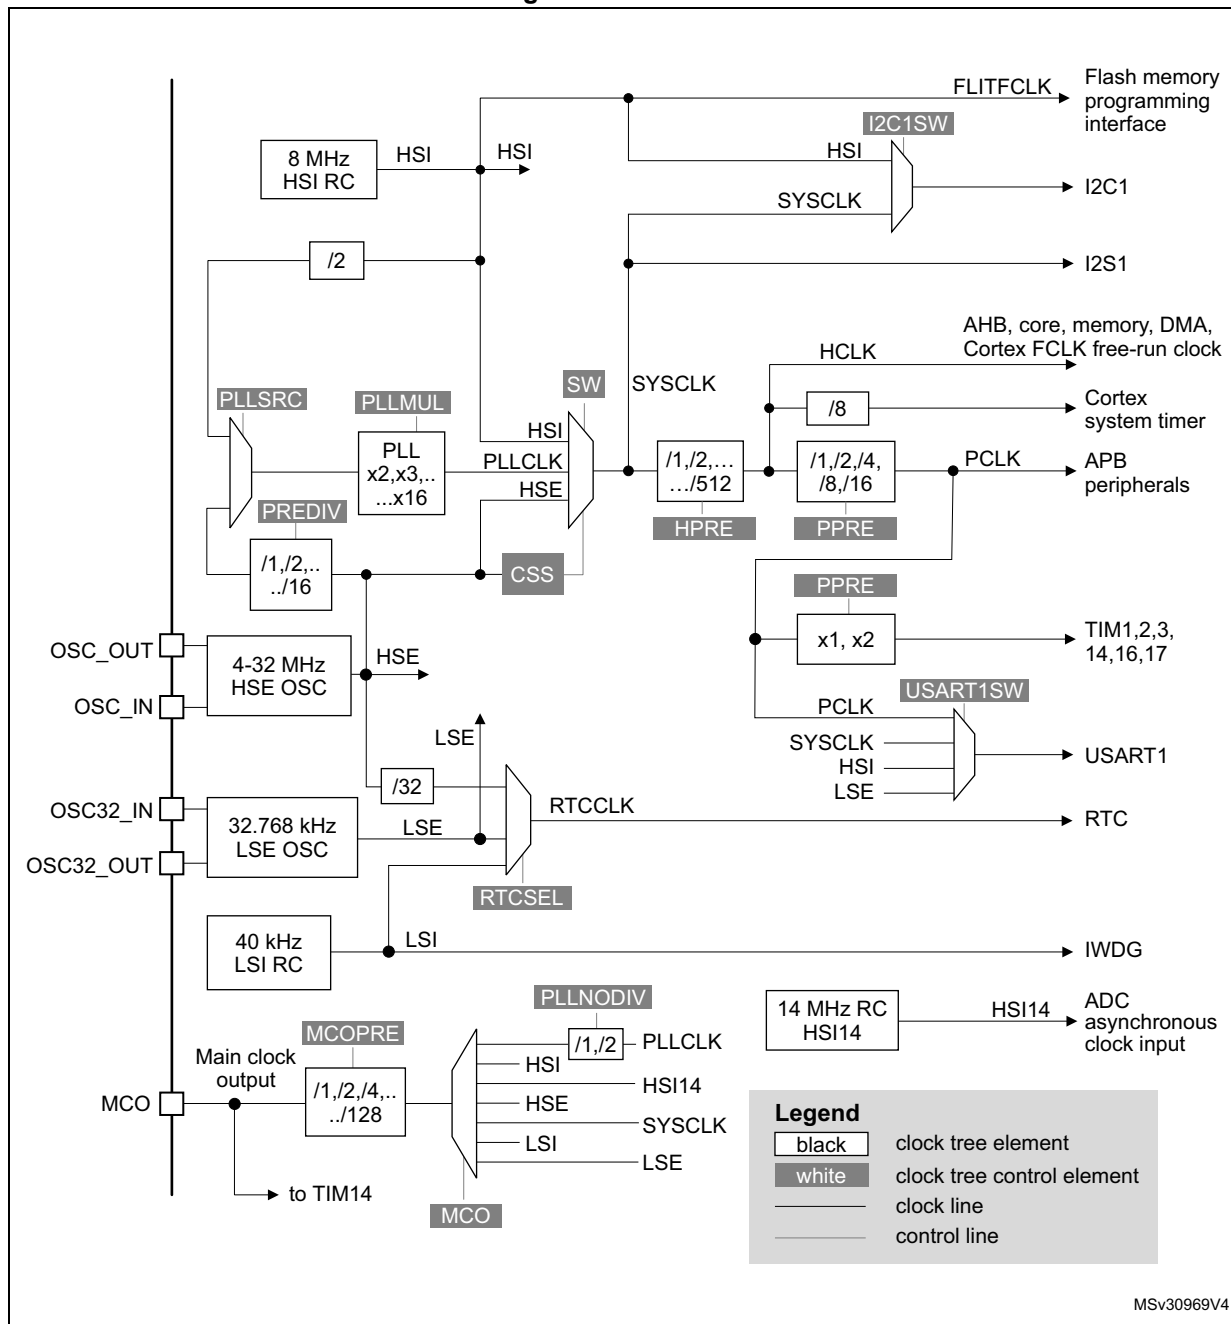 FLITFCLK
Flash memory
programming
interface
I2C1SW
8 MHz
HSI RC
HSI
HSI
HSI
SYSCLK
I2C1
/2
I2S1
AHB, core, memory, DMA,
Cortex FCLK free-run clock
HCLK
SW
SYSCLK
PLLSRC
PLLMUL
/8
Cortex
system timer
PLL
x2,x3,..
...x16
HSI
PLLCLK
HSE
/1,/2,...
.../512
/1,/2,/4,
/8,/16
PCLK
APB
peripherals
PREDIV
HPRE
PPRE
/1,/2,..
../16
CSS
PPRE
x1, x2
TIM1,2,3,
14,16,17
OSC_OUT
4-32 MHz
HSE OSC
HSE
OSC_IN
USART1SW
PCLK
SYSCLK
HSI
LSE
USART1
LSE
/32
OSC32_IN
32.768 kHz
LSE OSC
LSE
RTCCLK
RTC
OSC32_OUT
RTCSEL
40 kHz
LSI RC
LSI
IWDG
PLLNODIV
14 MHz RC
HSI14
HSI14
ADC
asynchronous
clock input
MCOPRE
/1,/2
PLLCLK
HSI
HSI14
HSE
SYSCLK
LSI
LSE
Main clock
output
MCO
/1,/2,/4,..
../128
to TIM14
MCO
Legend
black
clock tree element
white
clock tree control element
clock line
control line
MSv30969V4